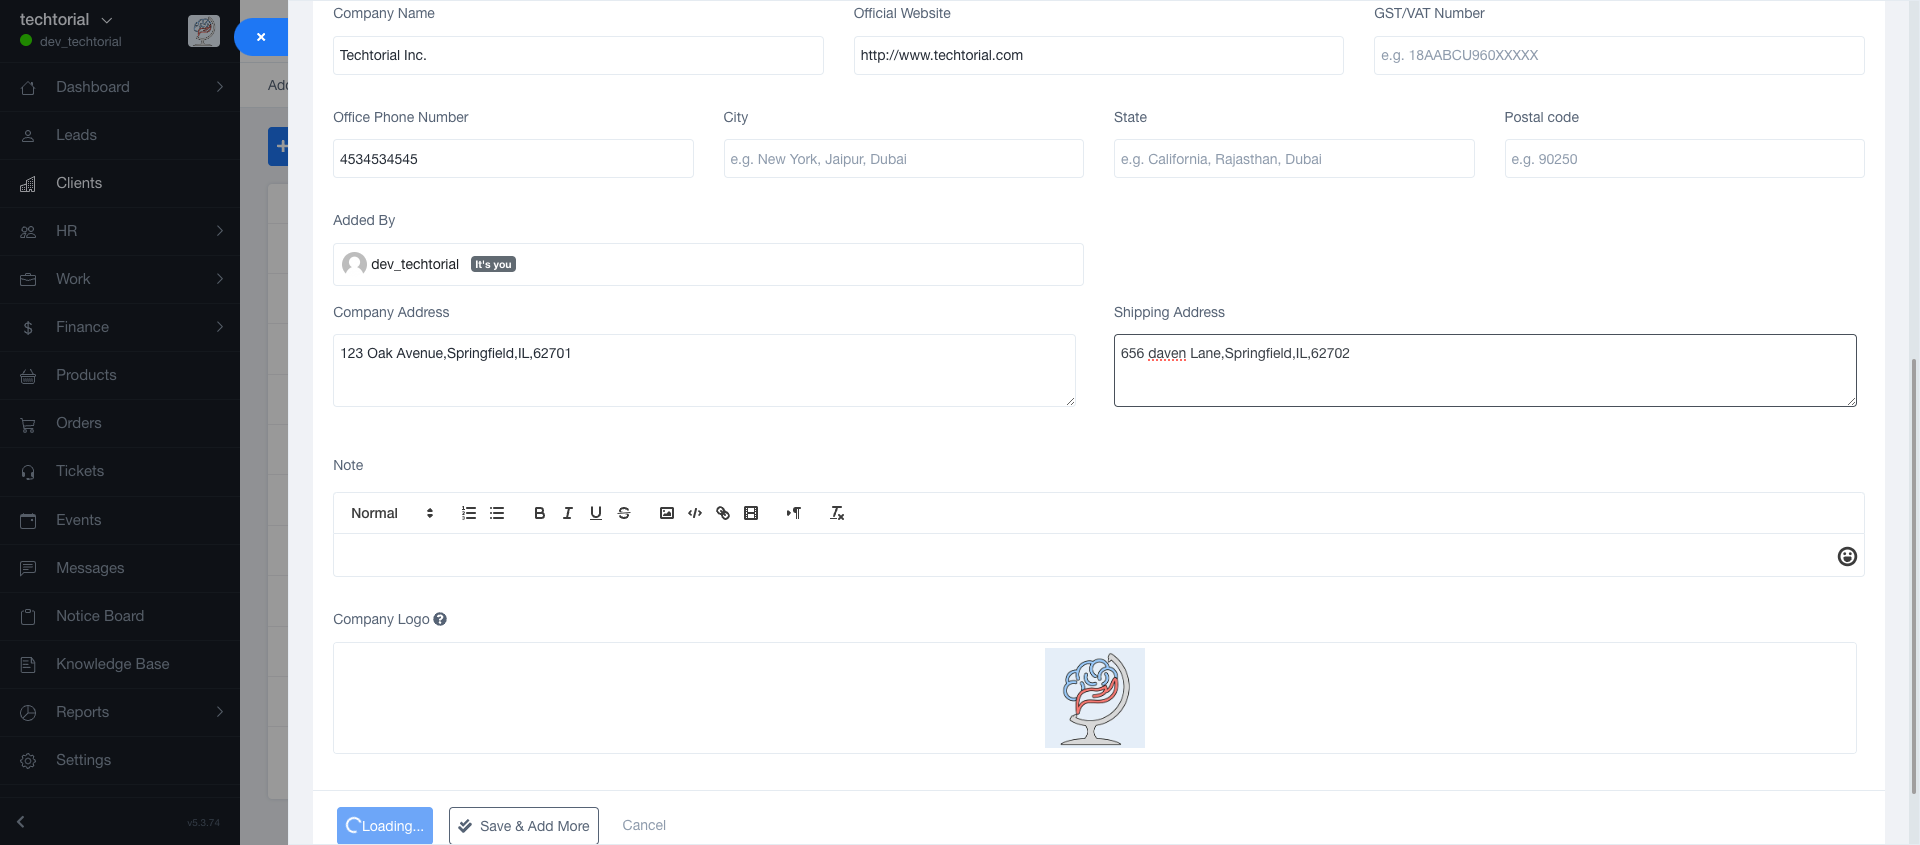 techtorial
dev_techtorial
Dashboard
Leads
Clients
HR
Work
Finance
Products
Orders
Tickets
Events
Messages
Notice Board
Knowledge Base
Reports
Settings
v5.3.74
Company Name
Official Website
GST/VAT Number
Techtorial Inc.
http://www.techtorial.com
e.g. 18AABCU960XXXXX
Office Phone Number
City
State
Postal code
4534534545
e.g. New York, Jaipur, Dubai
e.g. California, Rajasthan, Dubai
e.g. 90250
Added By
dev_techtorial It's you
Company Address
Shipping Address
123 Oak Avenue,Springfield,IL,62701
656 daven Lane,Springfield,IL,62702
Note
Normal
Company Logo
Loading...
Save & Add More
Cancel